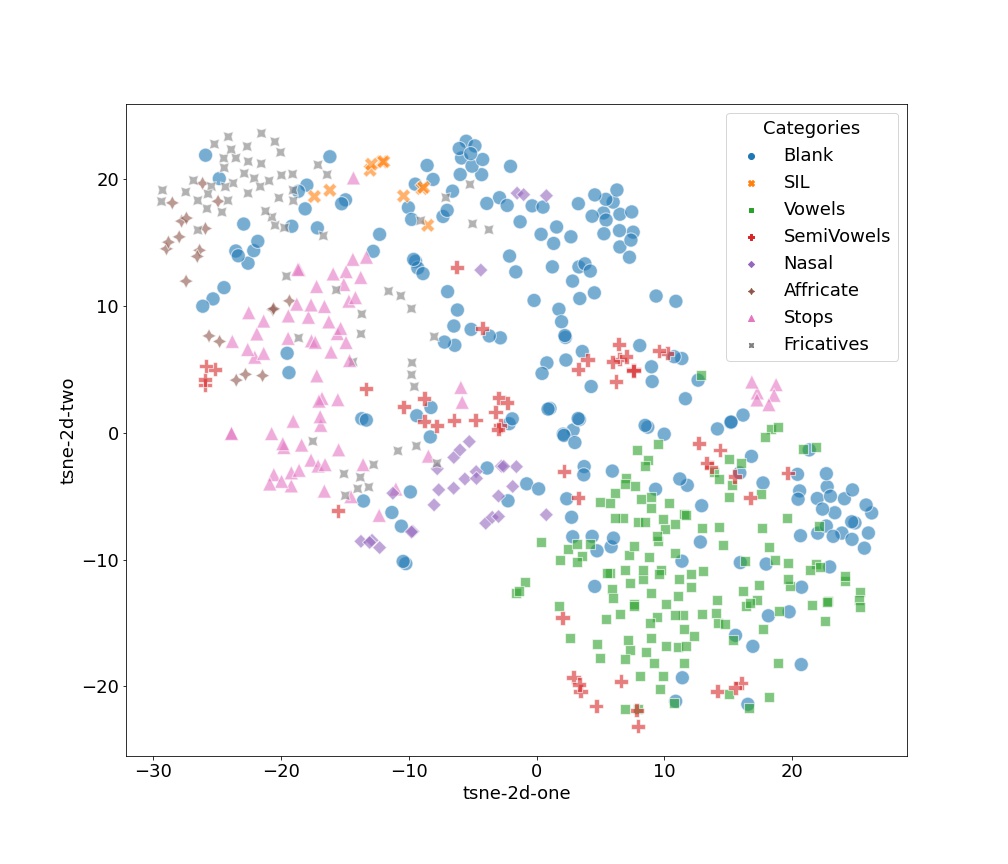 Categories
Blank
SIL
Vowels
SemiVowels
Nasal
Affricate
Stops
Fricatives
20
10
0
−10
−20
tsne-2d-two
−30 −20 −10 0 10 20
tsne-2d-one